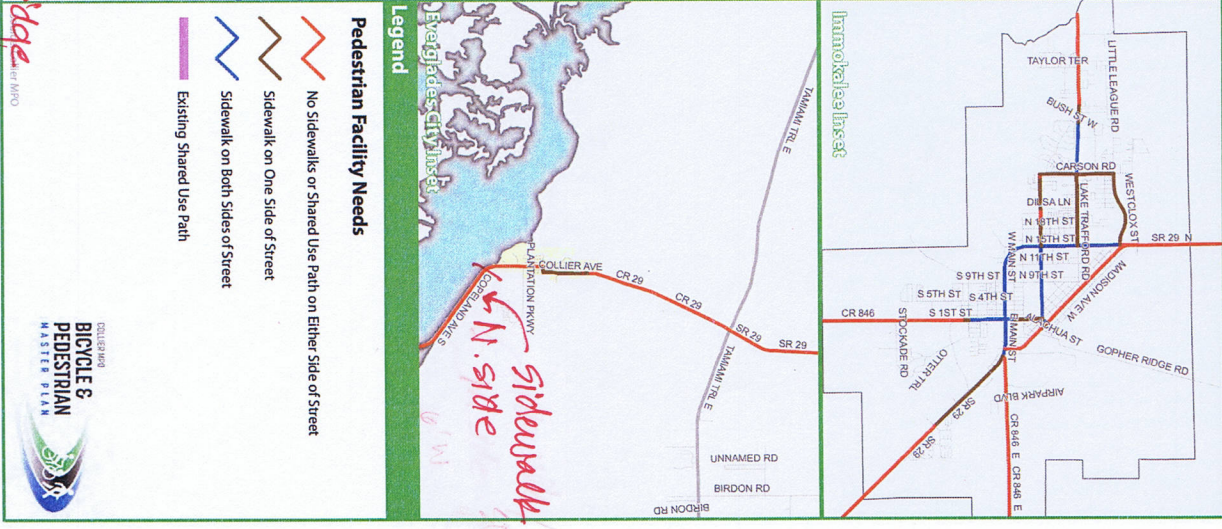 Immokalee Inset
LITTLE LEAGUE RD
TAYLOR TER
BUSH ST W
CARSON RD
WESTCLOX ST
DILSA LN
LAKE TRAFFORD RD
N 18TH ST
N 15TH ST
SR 29 N
W MAIN ST
N 11TH ST
N 9TH ST
MADISON AVE W
S 9TH ST
S 5TH ST
S 4TH ST
CR 846
S 1ST ST
E MAIN ST
ALACHUA ST
STOCKADE RD
GOPHER RIDGE RD
OTTER TRL
AIRPARK BLVD
SR 29
SR 29
CR 846 E
CR 846 E
Everglades City Inset
TAMIAMI TRL E
PLANTATION PKWY
COLLIER AVE
CR 29
CR 29
SR 29
SR 29
COPELAND AVE S
TAMIAMI TRL E
UNNAMED RD
BIRDON RD
BIRDON RD
Sidewalk
N. side
Legend
Pedestrian Facility Needs
No Sidewalks or Shared Use Path on Either Side of Street
Sidewalk on One Side of Street
Sidewalk on Both Sides of Street
Existing Shared Use Path
COLLIER MPO
BICYCLE &
PEDESTRIAN
MASTER PLAN
idge
ier MPO